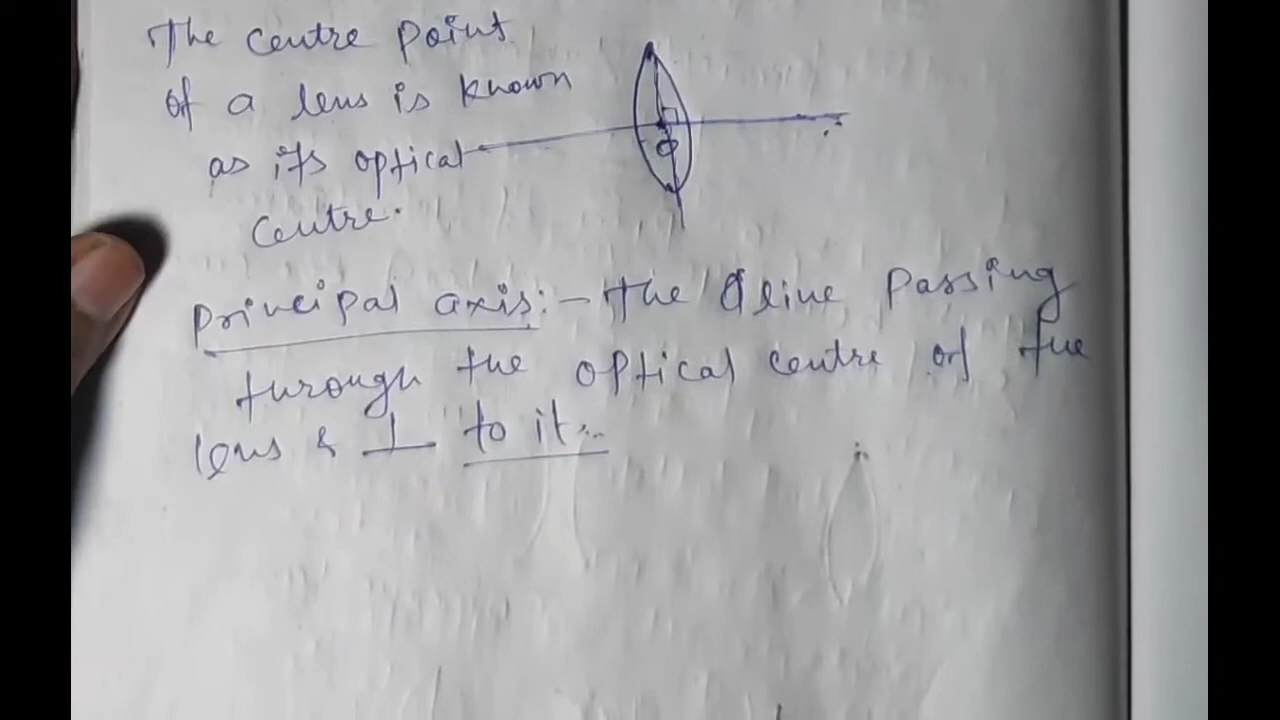 The centre point
of a lens is known
as its optical
centre.
Principal axis:- The line passing
through the optical centre of the
lens & ⊥ to it.